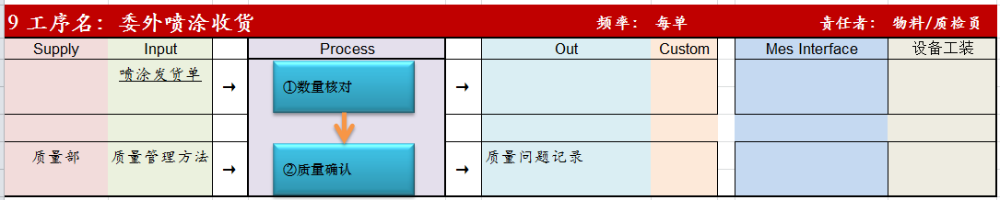 9 工序名：委外喷涂收货 频率：每单 责任者：物料/质检员
Supply Input Process Out Custom Mes Interface 设备工装
喷涂发货单 → ①数量核对 →
质量部 质量管理方法 → ②质量确认 → 质量问题记录